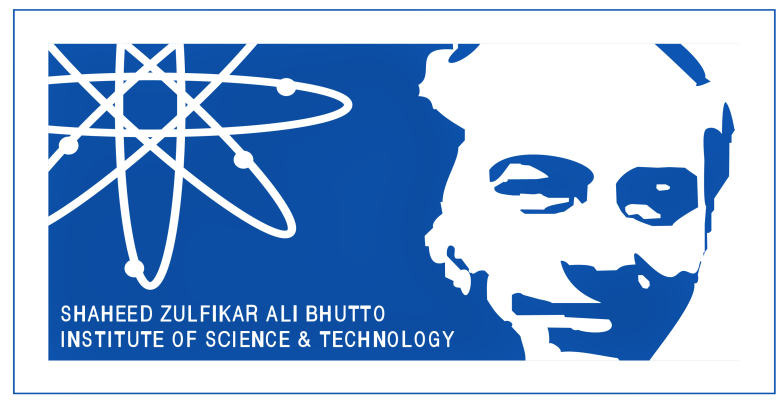 SHAHEED ZULFIKAR ALI BHUTTO
INSTITUTE OF SCIENCE & TECHNOLOGY